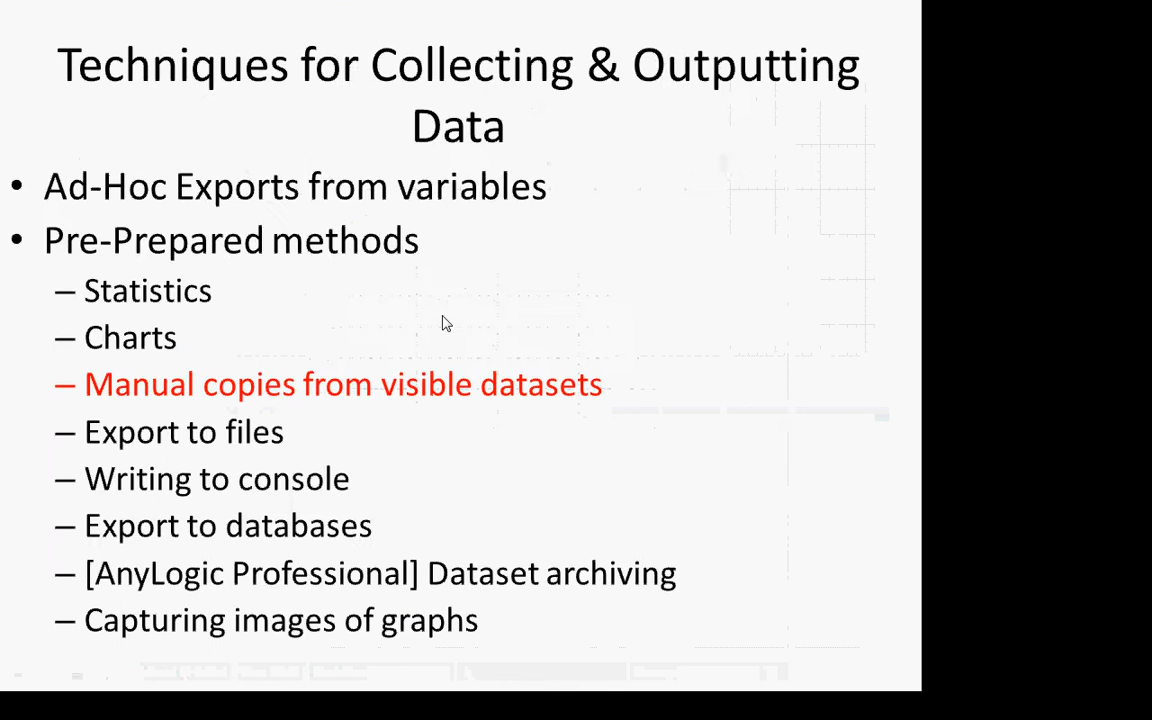 Techniques for Collecting & Outputting
Data
• Ad-Hoc Exports from variables
• Pre-Prepared methods
– Statistics
– Charts
– Manual copies from visible datasets
– Export to files
– Writing to console
– Export to databases
– [AnyLogic Professional] Dataset archiving
– Capturing images of graphs